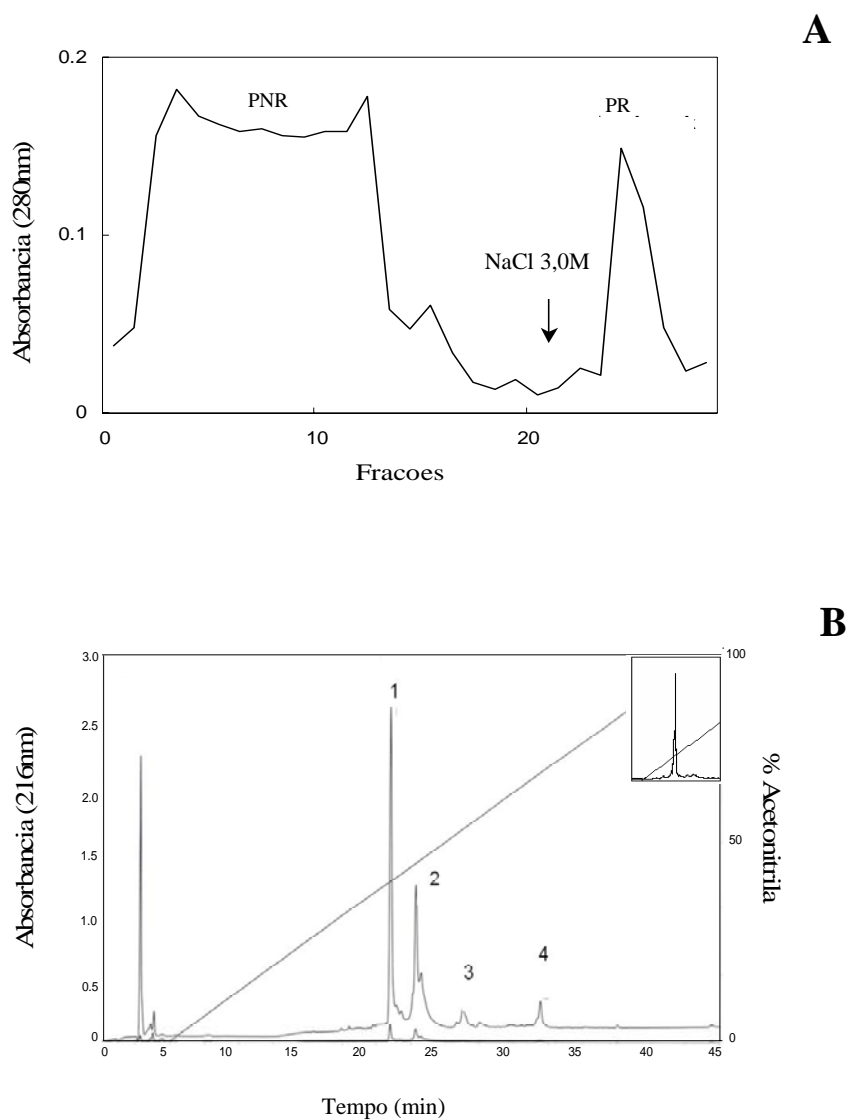 A
0.2
PNR
PR
0.1
NaCl 3,0M
0
0 10 20
Absorbancia (280nm)
Fracoes
B
3.0
2.5
2.0
1.5
1.0
0.5
0
100
50
0
1
2
3
4
0 5 10 15 20 25 30 35 40 45
Absorbancia (216nm)
% Acetonitrila
Tempo (min)